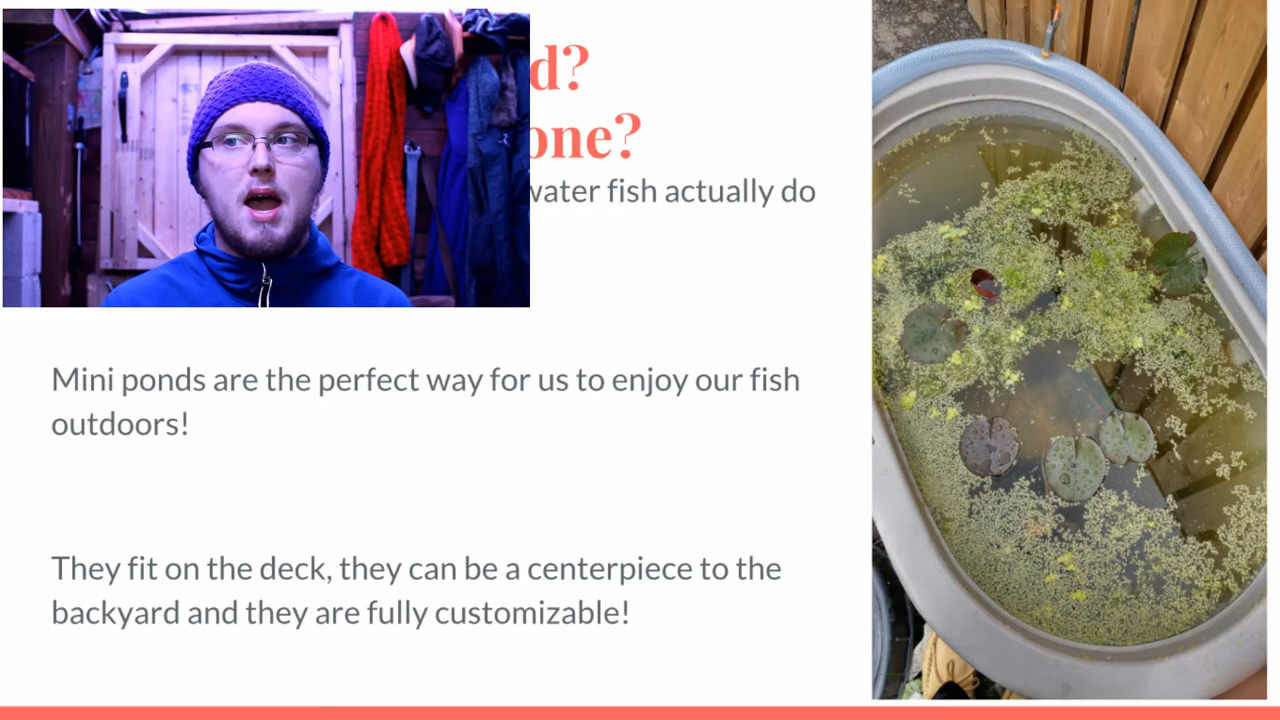 d?
one?
water fish actually do
Mini ponds are the perfect way for us to enjoy our fish
outdoors!
They fit on the deck, they can be a centerpiece to the
backyard and they are fully customizable!